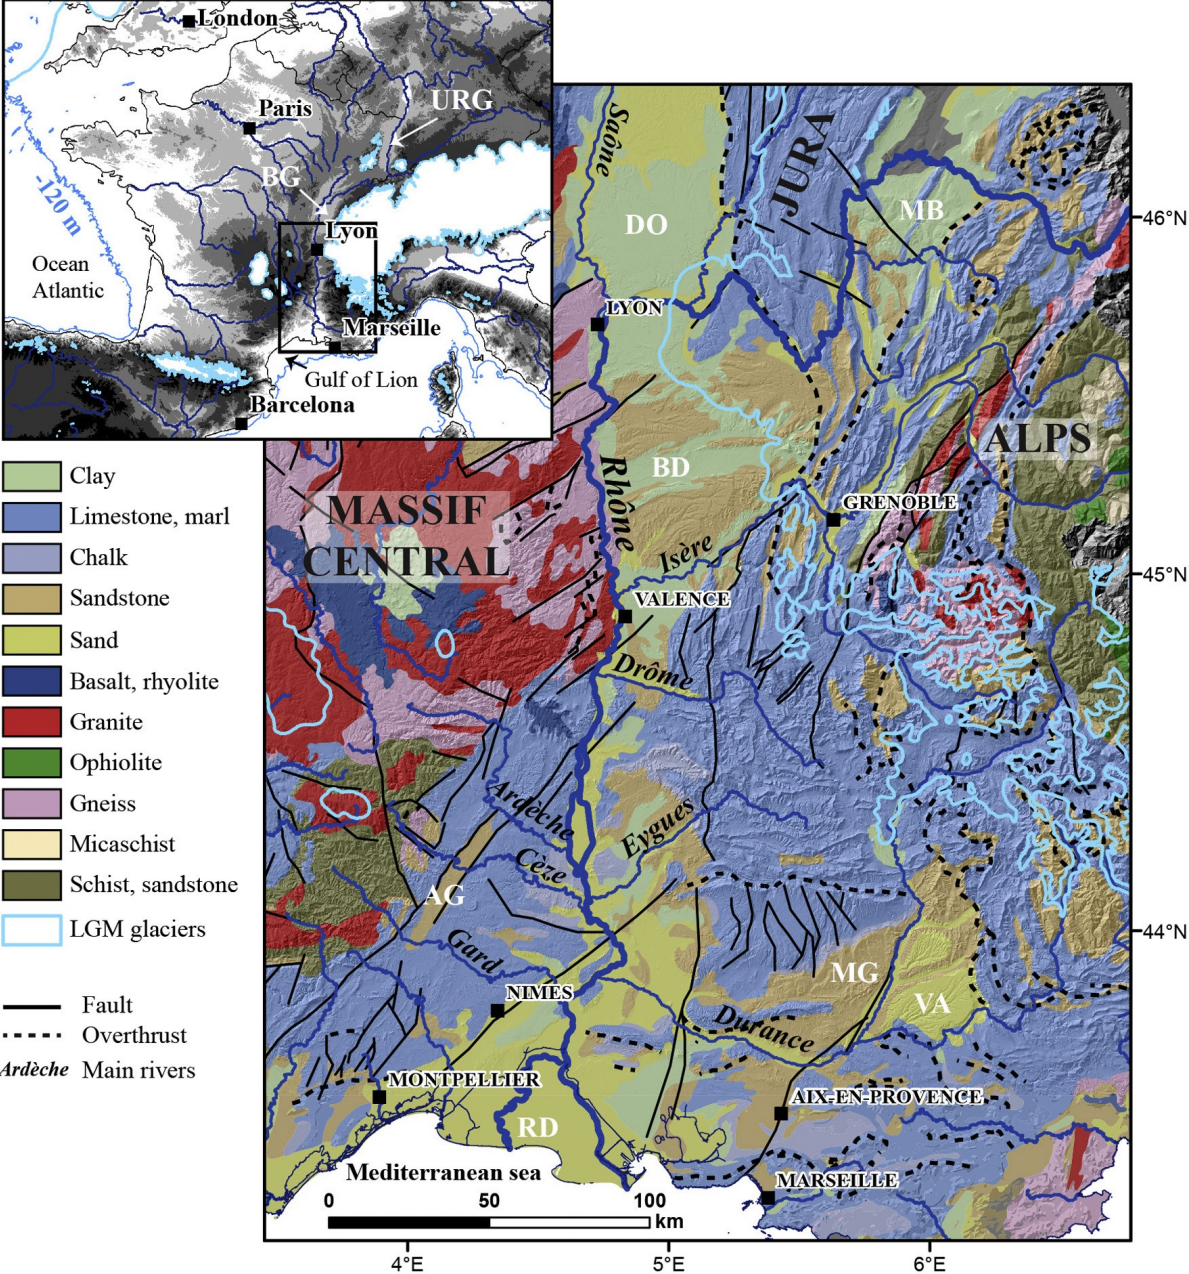 London
Paris
URG
BG
Lyon
-120 m
Ocean
Atlantic
Marseille
Gulf of Lion
Barcelona
Saône
JURA
DO
MB
46°N
LYON
ALPS
BD
Rhône
GRENOBLE
MASSIF
CENTRAL
Isère
45°N
VALENCE
Drôme
Ardèche
Eygues
Cèze
AG
44°N
Gard
MG
NIMES
VA
Durance
MONTPELLIER
AIX-EN-PROVENCE
RD
Mediterranean sea
MARSEILLE
0 50 100
km
4°E 5°E 6°E
Clay
Limestone, marl
Chalk
Sandstone
Sand
Basalt, rhyolite
Granite
Ophiolite
Gneiss
Micaschist
Schist, sandstone
LGM glaciers
Fault
Overthrust
Ardèche Main rivers